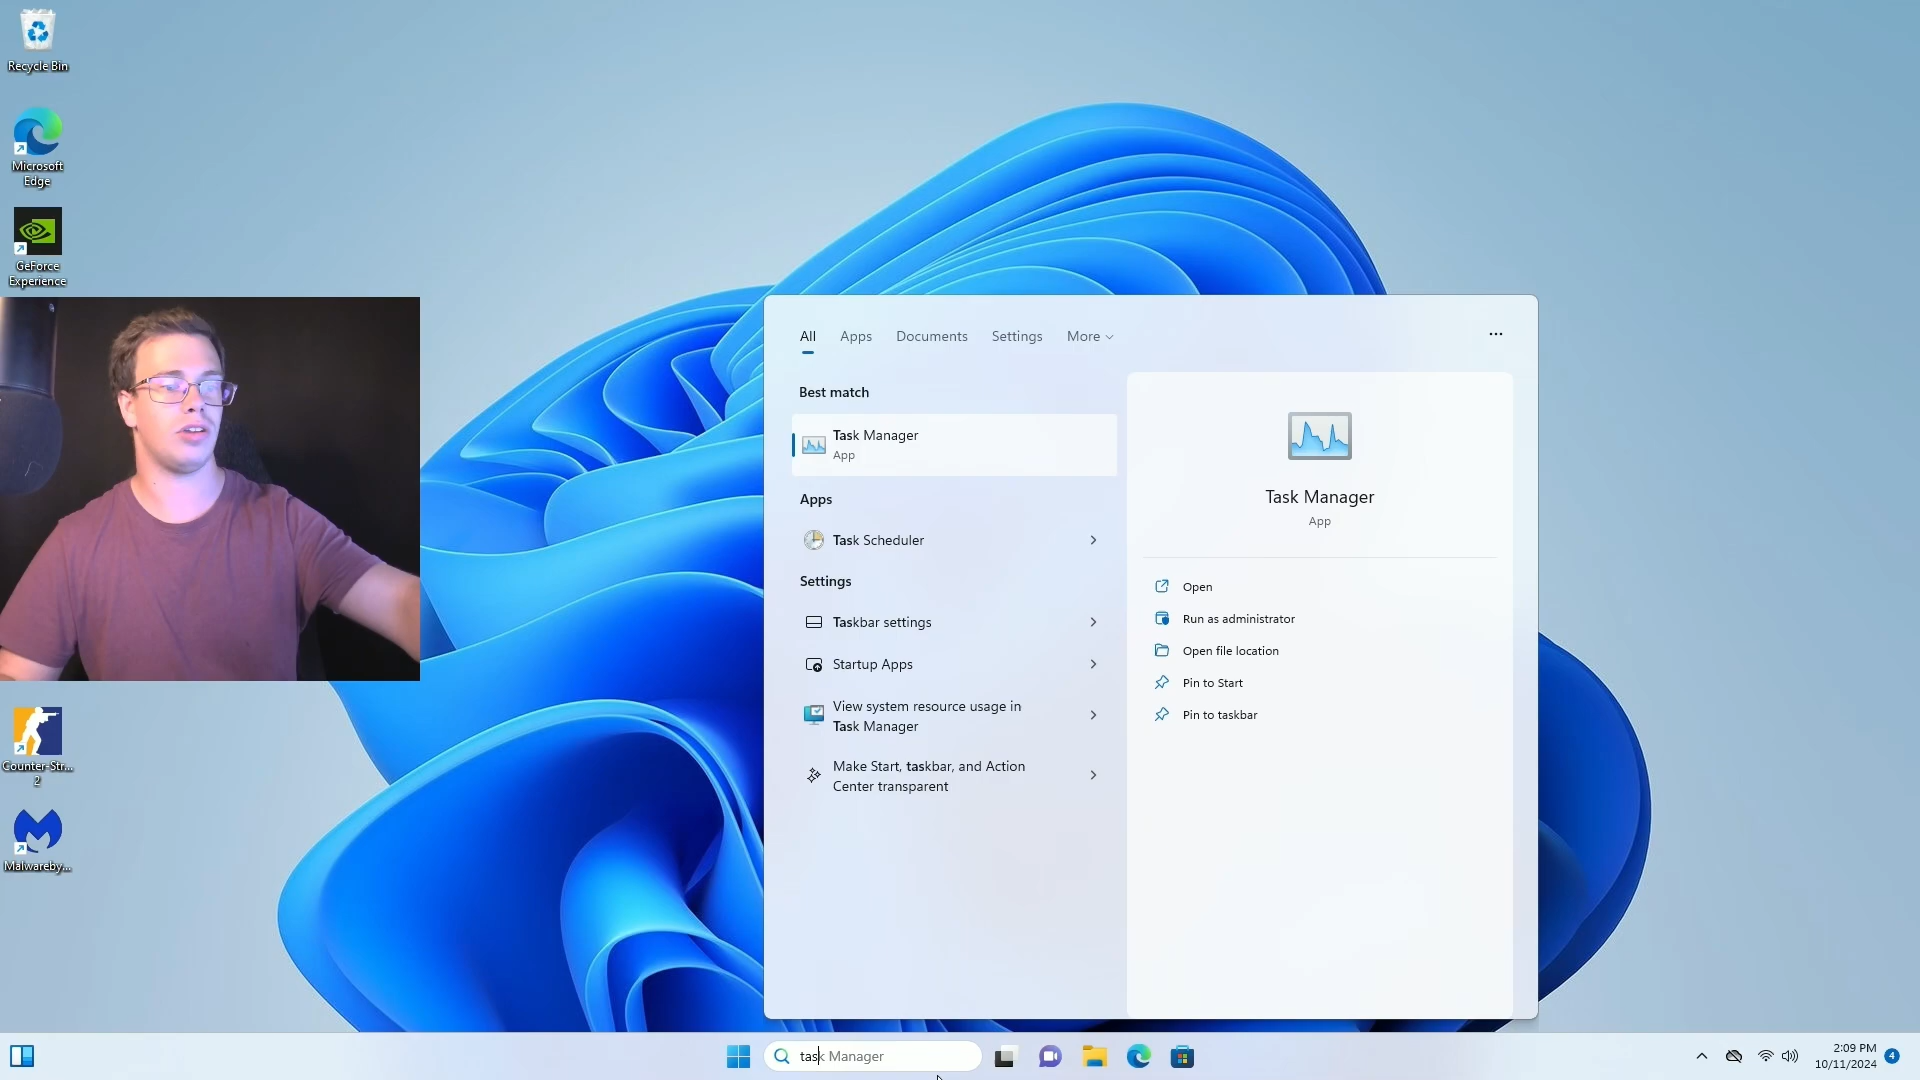 Recycle Bin
Microsoft
Edge
GeForce
Experience
Counter-Str...
2
Malwareby...
All
Apps
Documents
Settings
More
Best match
Task Manager
App
Apps
Task Scheduler
Settings
Taskbar settings
Startup Apps
View system resource usage in
Task Manager
Make Start, taskbar, and Action
Center transparent
Task Manager
App
Open
Run as administrator
Open file location
Pin to Start
Pin to taskbar
task Manager
2:09 PM
10/11/2024
4